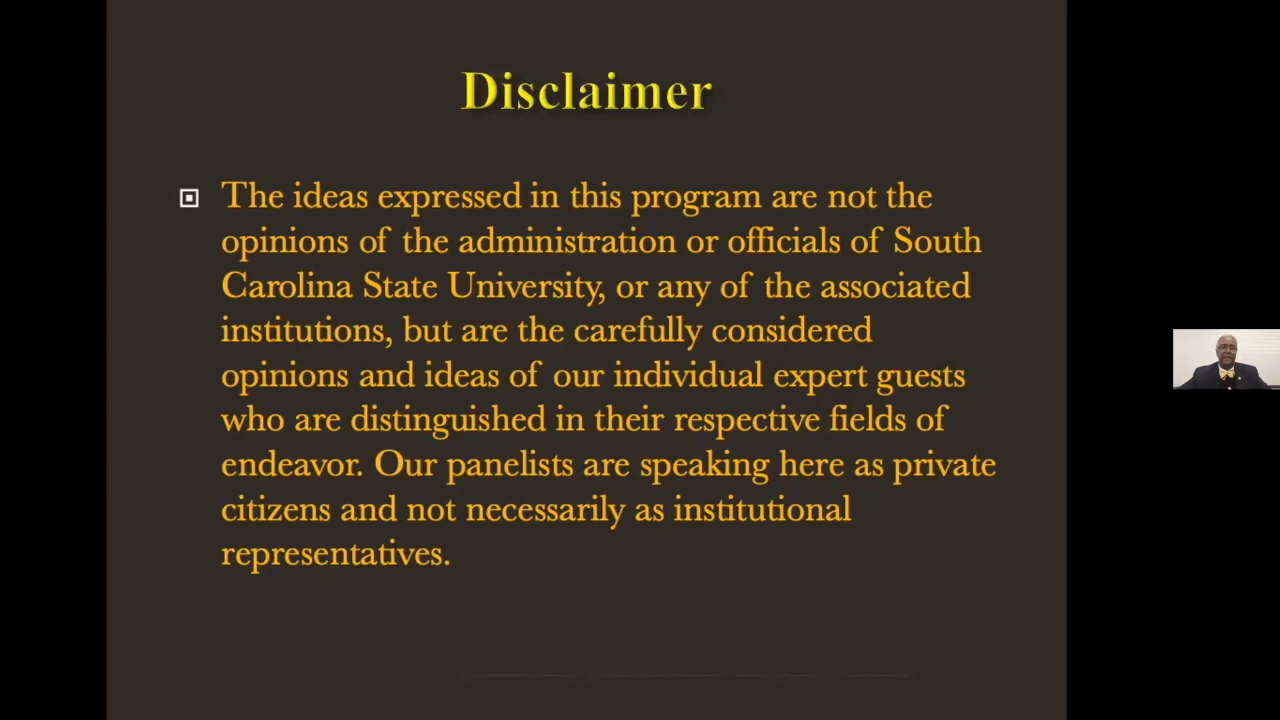 Disclaimer
The ideas expressed in this program are not the
opinions of the administration or officials of South
Carolina State University, or any of the associated
institutions, but are the carefully considered
opinions and ideas of our individual expert guests
who are distinguished in their respective fields of
endeavor. Our panelists are speaking here as private
citizens and not necessarily as institutional
representatives.